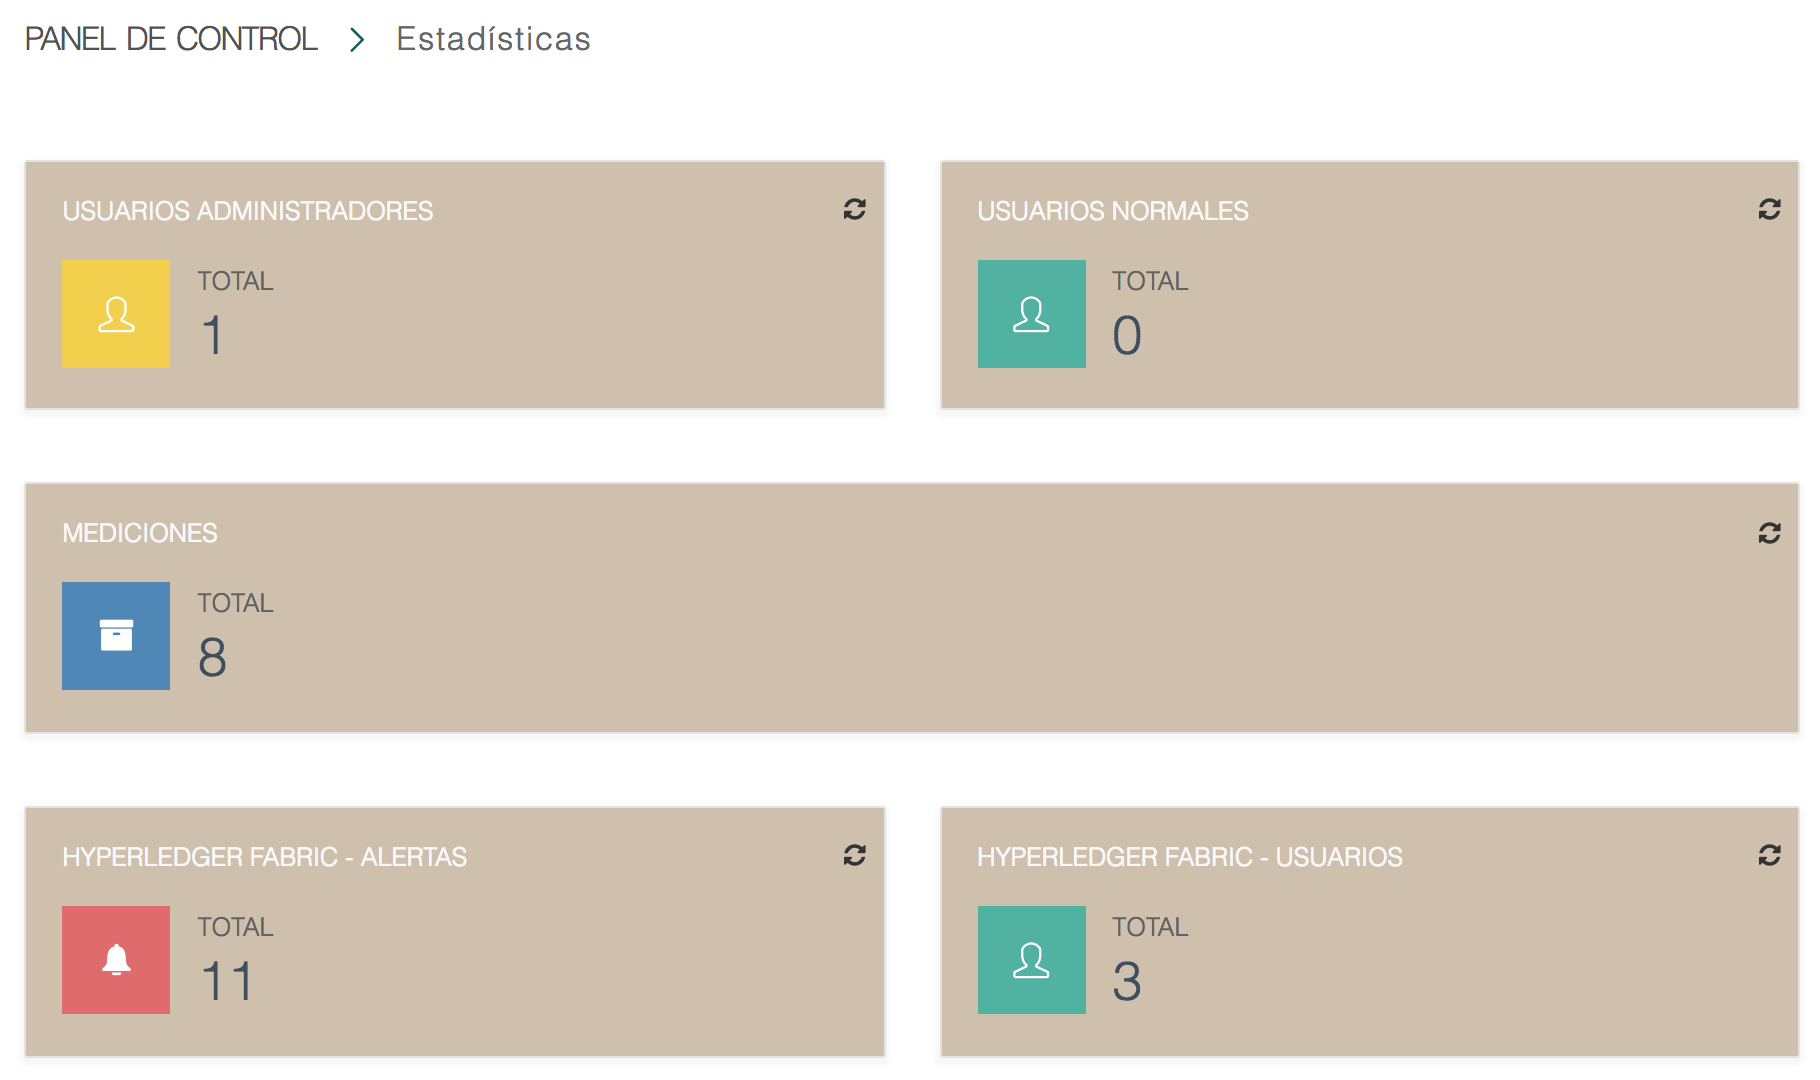 PANEL DE CONTROL > Estadísticas
USUARIOS ADMINISTRADORES
TOTAL
1
USUARIOS NORMALES
TOTAL
0
MEDICIONES
TOTAL
8
HYPERLEDGER FABRIC - ALERTAS
TOTAL
11
HYPERLEDGER FABRIC - USUARIOS
TOTAL
3